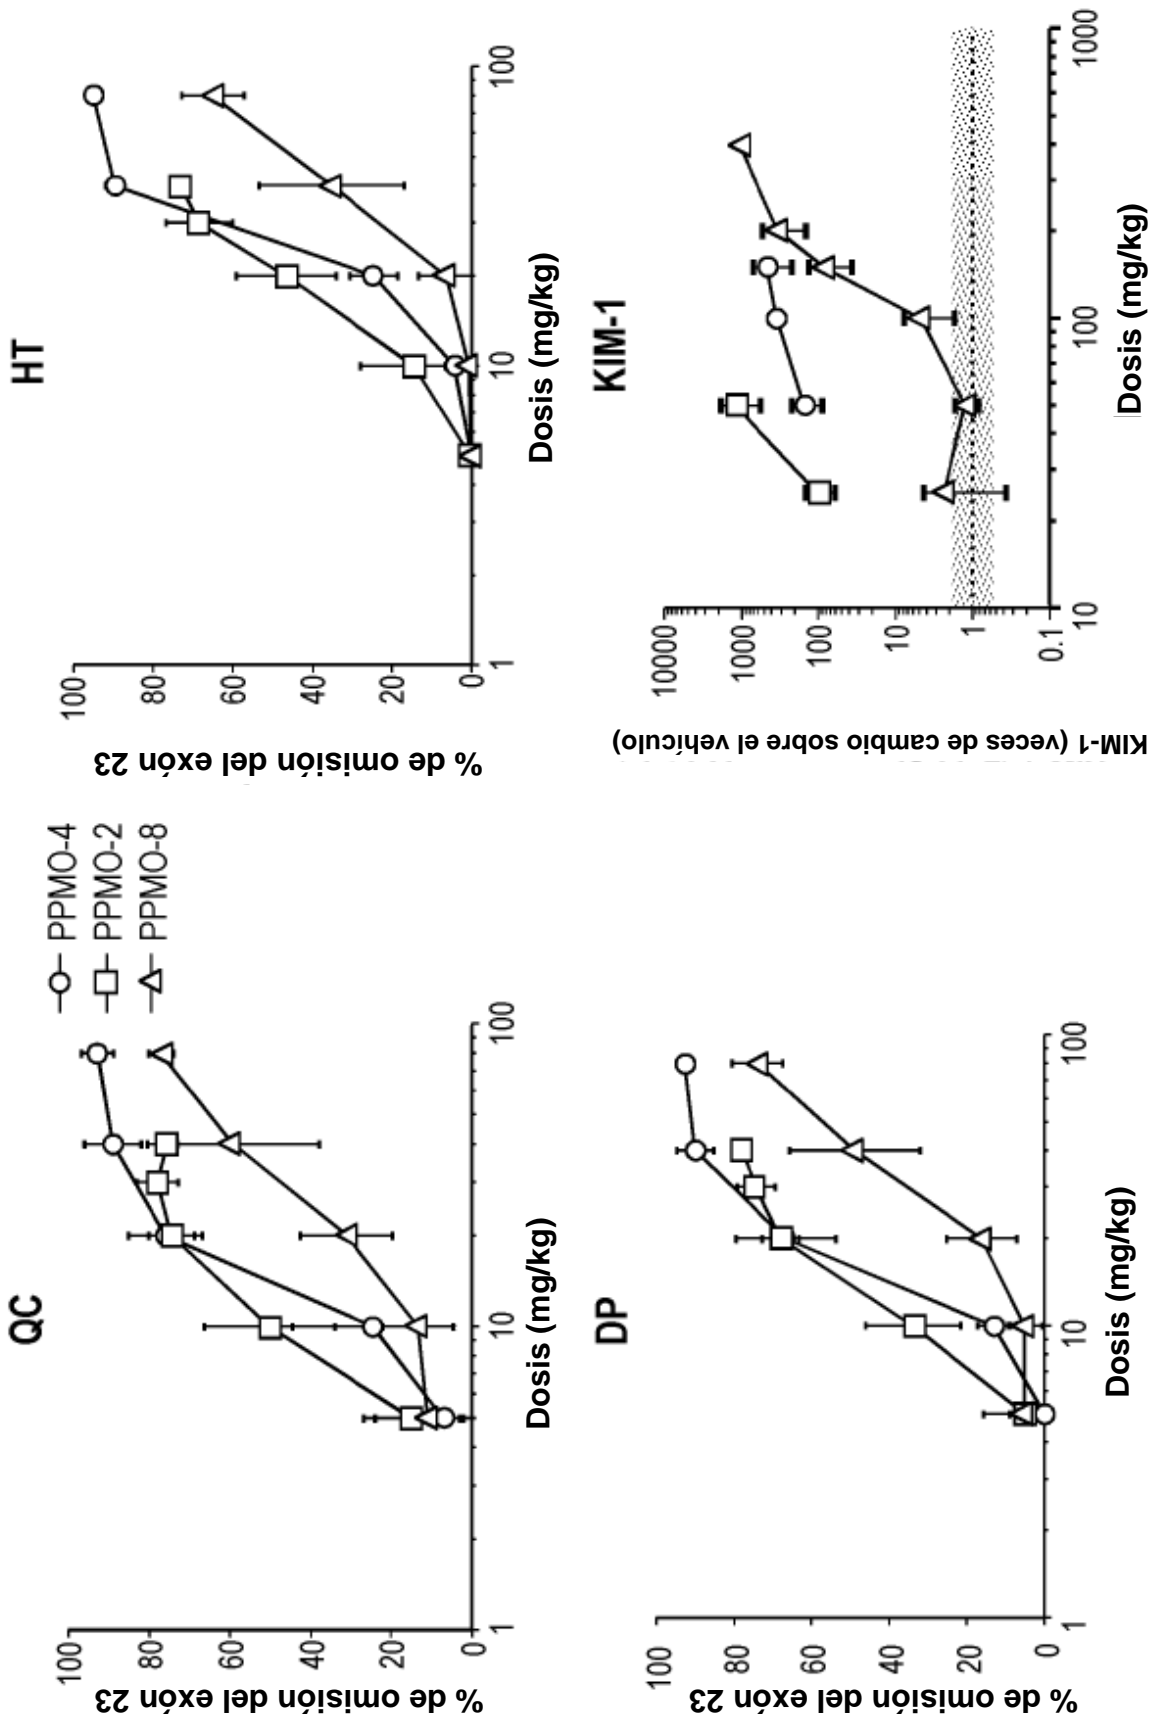 QC
PPMO-4
PPMO-2
PPMO-8
% de omisión del exón 23
100
80
60
40
20
0
1
10
100
Dosis (mg/kg)
HT
% de omisión del exón 23
100
80
60
40
20
0
1
10
100
Dosis (mg/kg)
DP
% de omisión del exón 23
100
80
60
40
20
0
1
10
100
Dosis (mg/kg)
KIM-1
KIM-1 (veces de cambio sobre el vehículo)
10000
1000
100
10
1
0.1
10
100
1000
Dosis (mg/kg)